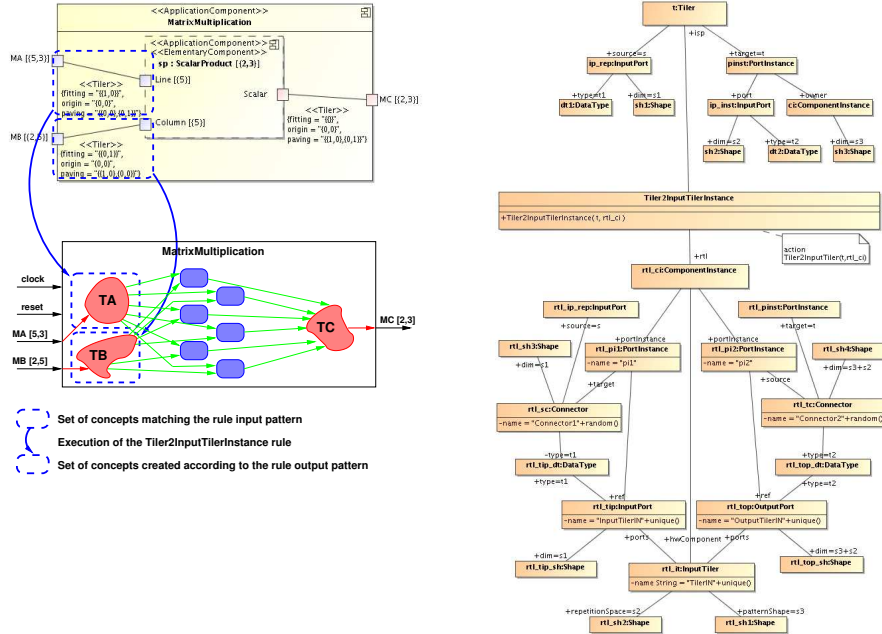 <<ApplicationComponent>>
MatrixMultiplication
<<ApplicationComponent>>
<<ElementaryComponent>>
sp : ScalarProduct [{2,3}]
MA [{5,3}]
Line [{5}]
<<Tiler>>
{fitting = "{{1,0}}",
origin = "{0,0}",
paving = "{{0,0},{0,1}}"}
Scalar
MC [{2,3}]
<<Tiler>>
{fitting = "{{}}",
origin = "{0,0}",
paving = "{{1,0},{0,1}}"}
MB [{2,5}]
Column [{5}]
<<Tiler>>
{fitting = "{{0,1}}",
origin = "{0,0}",
paving = "{{1,0},{0,0}}"}
MatrixMultiplication
clock
reset
MA [5,3]
MB [2,5]
TA
TB
TC
MC [2,3]
Set of concepts matching the rule input pattern
Execution of the Tiler2InputTilerInstance rule
Set of concepts created according to the rule output pattern
t:Tiler
+isp
+source=s
+target=t
ip_rep:InputPort
pinst:PortInstance
+type=t1
+dim=s1
+port
+owner
dt1:DataType
sh1:Shape
ip_inst:InputPort
ci:ComponentInstance
+dim=s2
+type=t2
+dim=s3
sh2:Shape
dt2:DataType
sh3:Shape
Tiler2InputTilerInstance
+Tiler2InputTilerInstance( t, rtl_ci )
action
Tiler2InputTiler(t,rtl_ci)
+rtl
rtl_ci:ComponentInstance
rtl_ip_rep:InputPort
rtl_pinst:PortInstance
+source=s
+target=t
+portInstance
+portInstance
rtl_sh3:Shape
rtl_pi1:PortInstance
rtl_pi2:PortInstance
rtl_sh4:Shape
-name = "pi1"
-name = "pi2"
+dim=s1
+target
+source
+dim=s3+s2
rtl_sc:Connector
rtl_tc:Connector
-name = "Connector1"+random()
-name = "Connector2"+random()
-type=t1
+type=t2
rtl_tip_dt:DataType
rtl_top_dt:DataType
+type=t1
+type=t2
+ref
+ref
rtl_tip:InputPort
rtl_top:OutputPort
-name = "InputTilerIN"+unique()
-name = "OutputTilerIN"+unique()
+ports
+hwComponent
+ports
+dim=s1
+dim=s3+s2
rtl_tip_sh:Shape
rtl_it:InputTiler
rtl_top_sh:Shape
-name String = "TilerIN"+unique()
+repetitionSpace=s2
+patternShape=s3
rtl_sh2:Shape
rtl_sh1:Shape